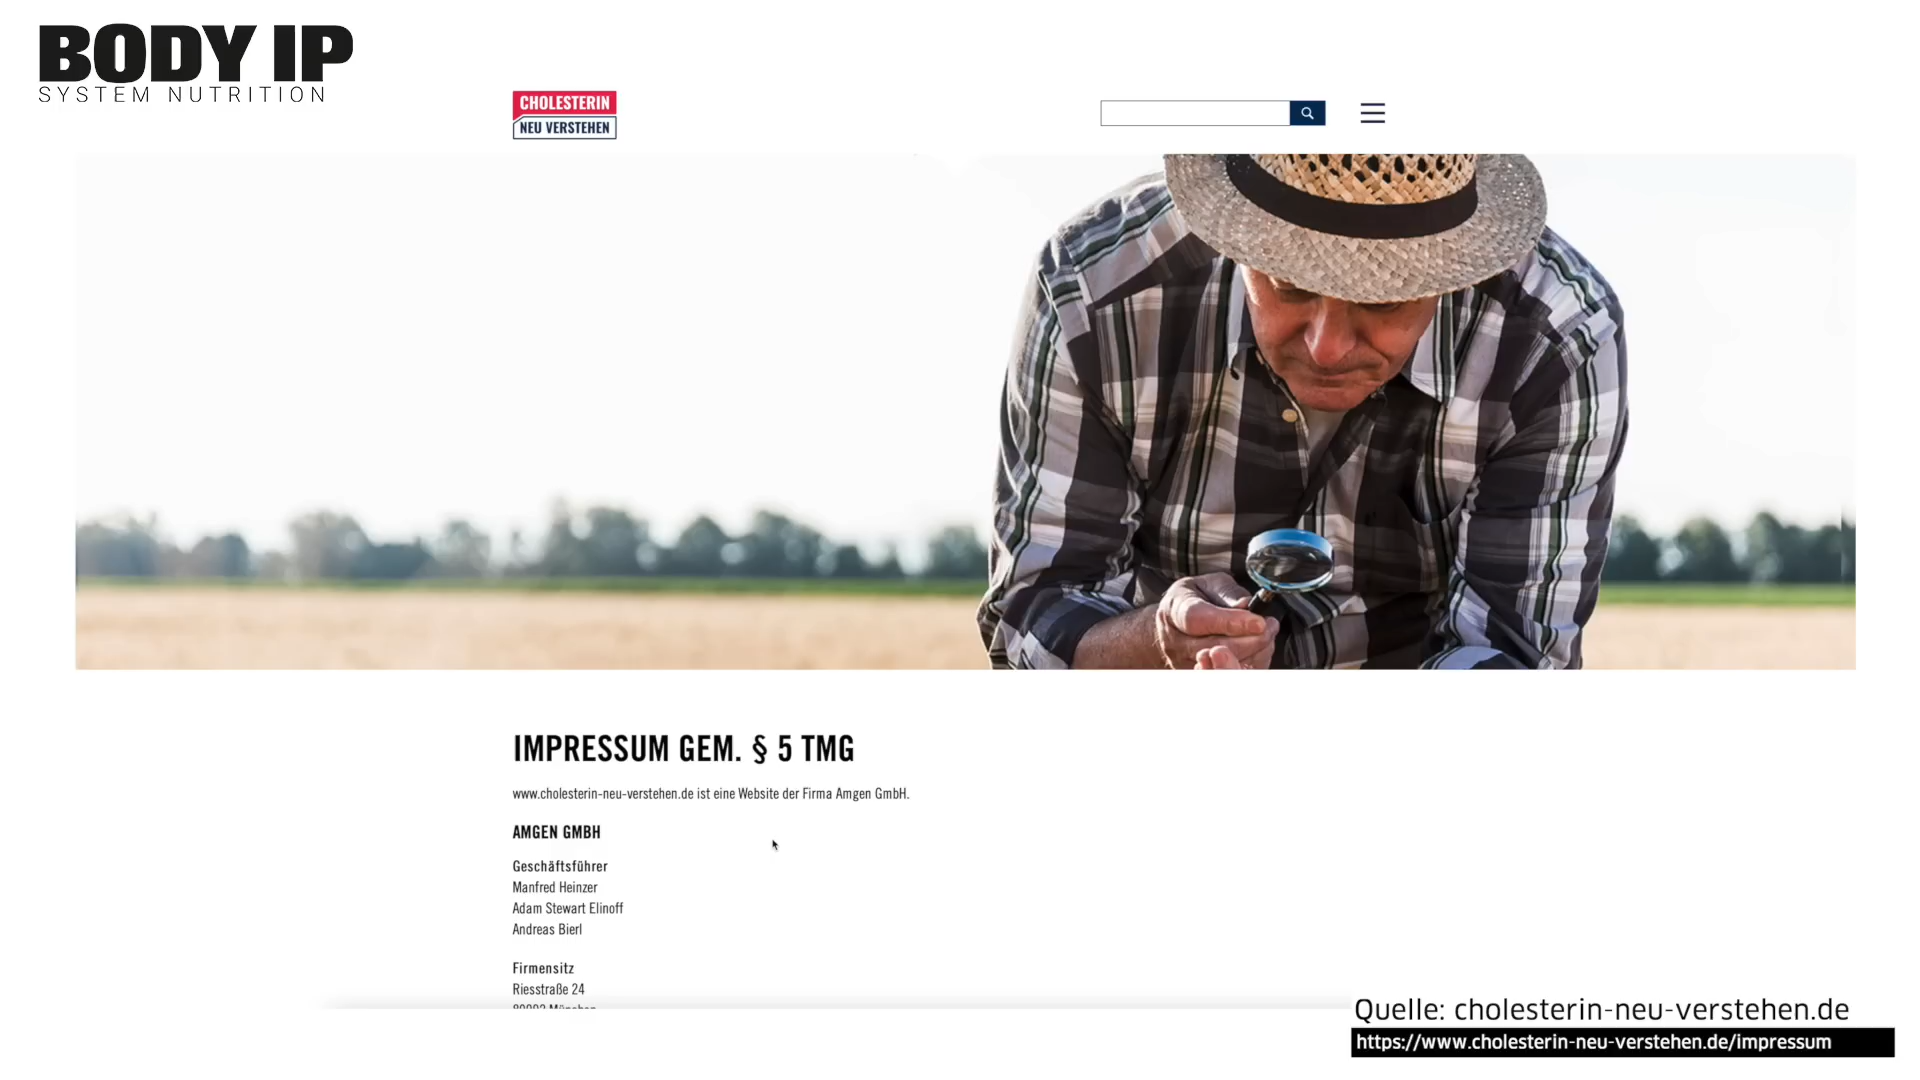 BODY IP
SYSTEM NUTRITION
CHOLESTERIN
NEU VERSTEHEN
IMPRESSUM GEM. § 5 TMG
www.cholesterin-neu-verstehen.de ist eine Website der Firma Amgen GmbH.
AMGEN GMBH
Geschäftsführer
Manfred Heinzer
Adam Stewart Elinoff
Andreas Bierl
Firmensitz
Riesstraße 24
Quelle: cholesterin-neu-verstehen.de
https://www.cholesterin-neu-verstehen.de/impressum